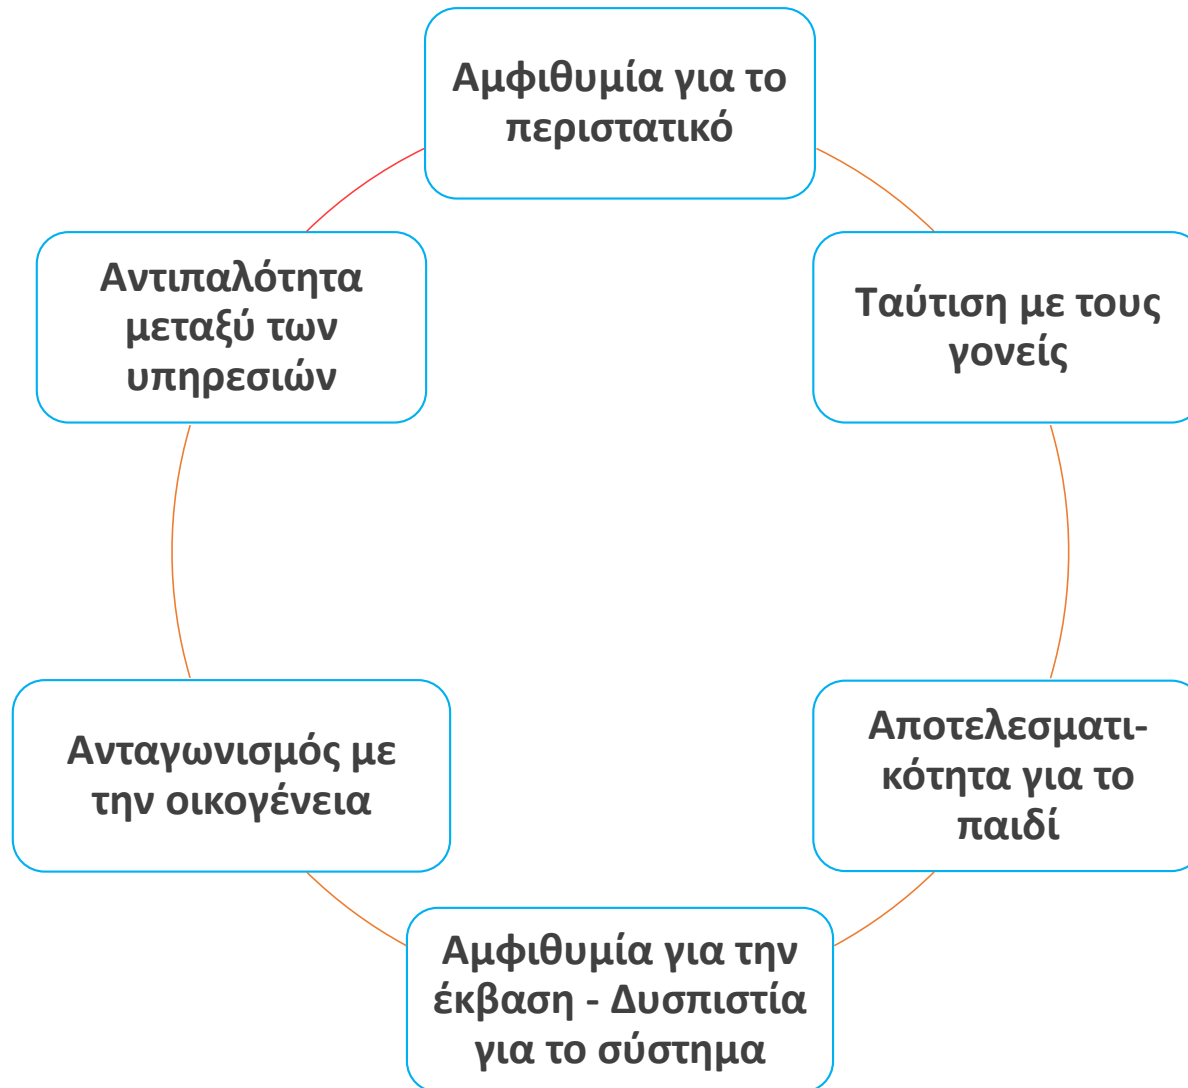 Αμφιθυμία για το
περιστατικό
Ταύτιση με τους
γονείς
Αποτελεσματι-
κότητα για το
παιδί
Αμφιθυμία για την
έκβαση - Δυσπιστία
για το σύστημα
Ανταγωνισμός με
την οικογένεια
Αντιπαλότητα
μεταξύ των
υπηρεσιών